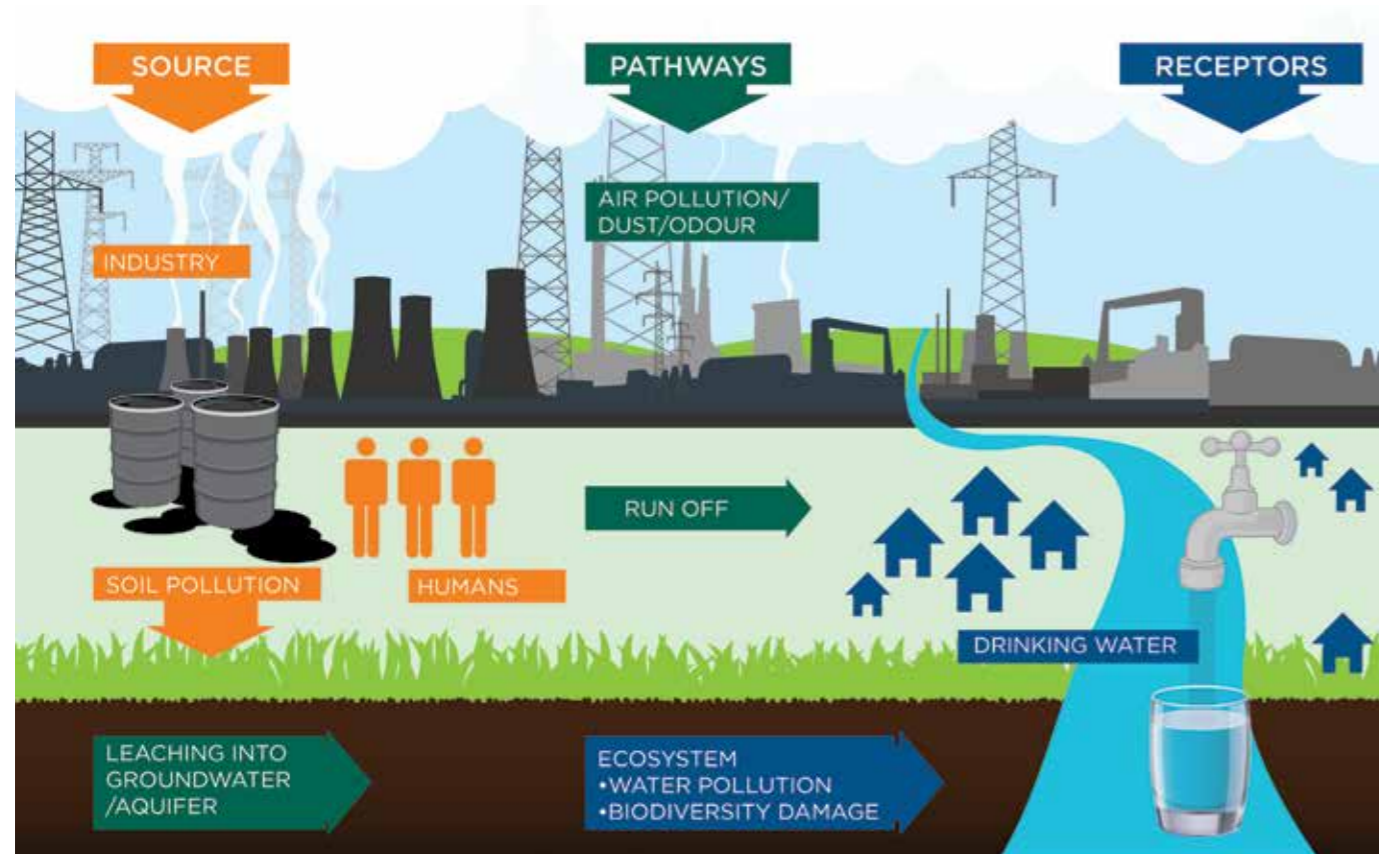 SOURCE
PATHWAYS
RECEPTORS
AIR POLLUTION/
DUST/ODOUR
INDUSTRY
RUN OFF
SOIL POLLUTION
HUMANS
DRINKING WATER
LEACHING INTO
GROUNDWATER
/AQUIFER
ECOSYSTEM
•WATER POLLUTION
•BIODIVERSITY DAMAGE